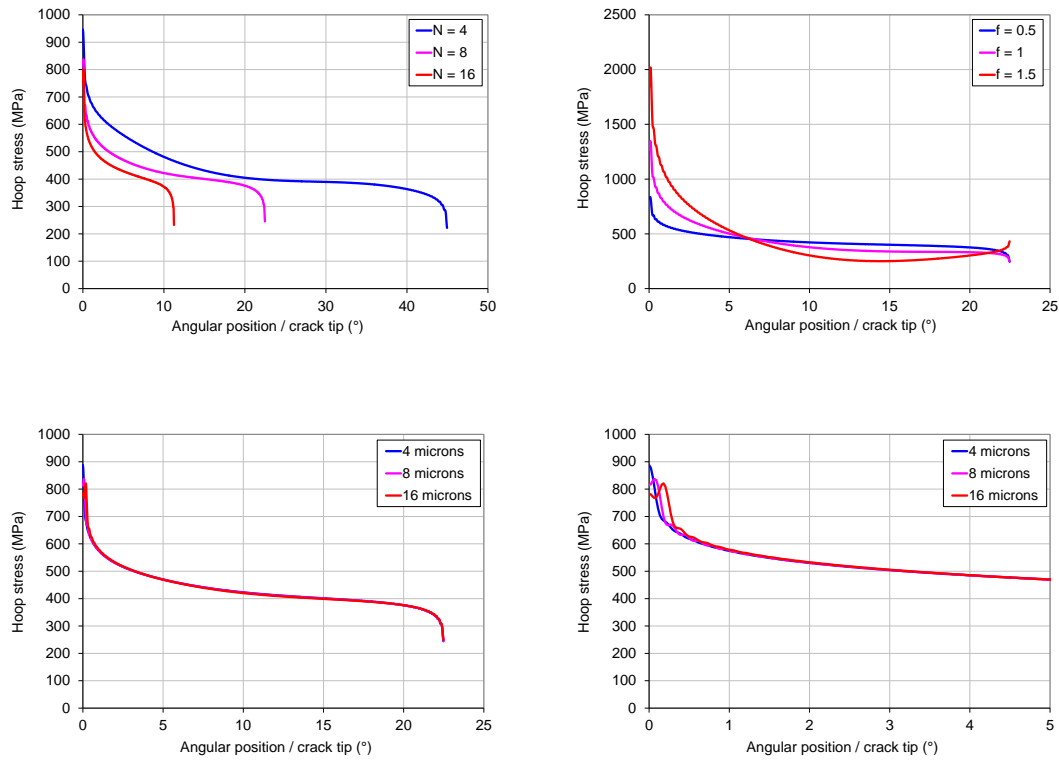 1000
900
800
700
600
500
400
300
200
100
0
Hoop stress (MPa)
N = 4
N = 8
N = 16
0 10 20 30 40 50
Angular position / crack tip (°)
2500
2000
1500
1000
500
0
Hoop stress (MPa)
f = 0.5
f = 1
f = 1.5
0 5 10 15 20 25
Angular position / crack tip (°)
1000
900
800
700
600
500
400
300
200
100
0
Hoop stress (MPa)
4 microns
8 microns
16 microns
0 5 10 15 20 25
Angular position / crack tip (°)
1000
900
800
700
600
500
400
300
200
100
0
Hoop stress (MPa)
4 microns
8 microns
16 microns
0 1 2 3 4 5
Angular position / crack tip (°)